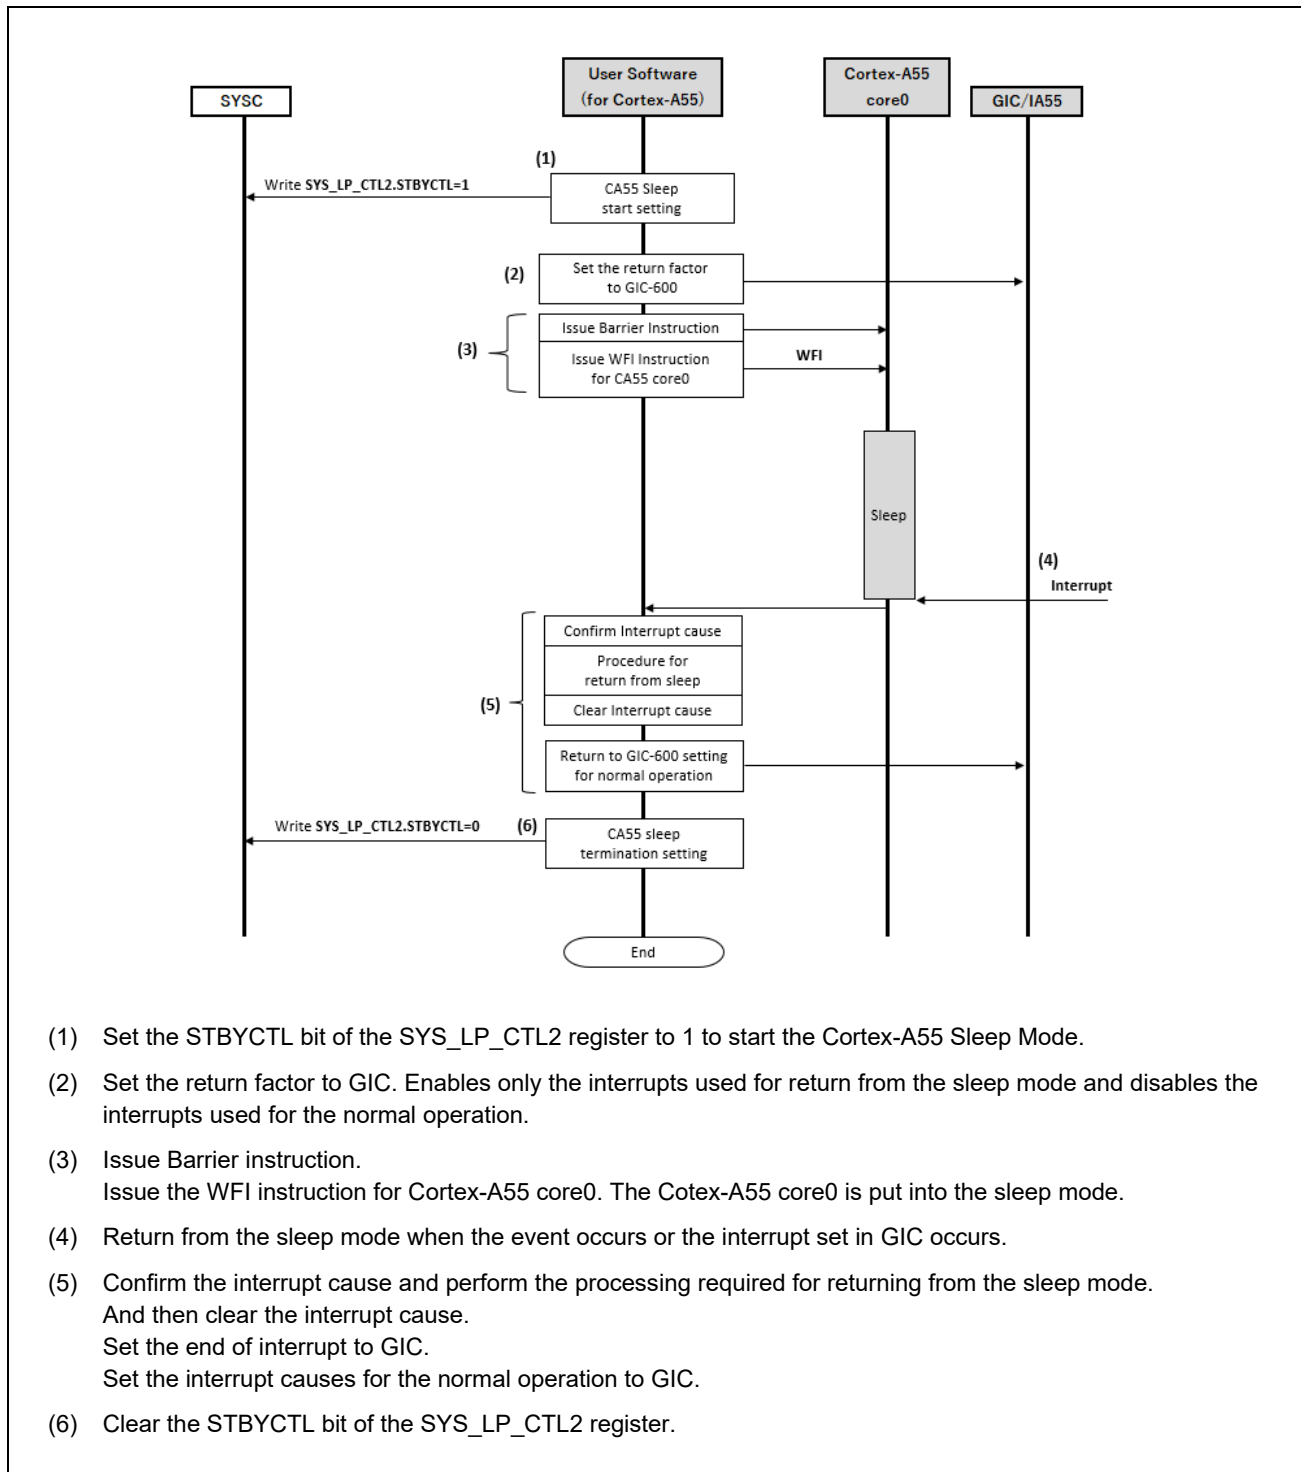 SYSC
User Software
(for Cortex-A55)
Cortex-A55
core0
GIC/IA55
(1)
Write SYS_LP_CTL2.STBYCTL=1
CA55 Sleep
start setting
(2)
Set the return factor
to GIC-600
(3)
Issue Barrier Instruction
Issue WFI Instruction
for CA55 core0
WFI
Sleep
(4)
Interrupt
(5)
Confirm Interrupt cause
Procedure for
return from sleep
Clear Interrupt cause
Return to GIC-600 setting
for normal operation
Write SYS_LP_CTL2.STBYCTL=0
(6)
CA55 sleep
termination setting
End
(1) Set the STBYCTL bit of the SYS_LP_CTL2 register to 1 to start the Cortex-A55 Sleep Mode.
(2) Set the return factor to GIC. Enables only the interrupts used for return from the sleep mode and disables the
interrupts used for the normal operation.
(3) Issue Barrier instruction.
Issue the WFI instruction for Cortex-A55 core0. The Cotex-A55 core0 is put into the sleep mode.
(4) Return from the sleep mode when the event occurs or the interrupt set in GIC occurs.
(5) Confirm the interrupt cause and perform the processing required for returning from the sleep mode.
And then clear the interrupt cause.
Set the end of interrupt to GIC.
Set the interrupt causes for the normal operation to GIC.
(6) Clear the STBYCTL bit of the SYS_LP_CTL2 register.